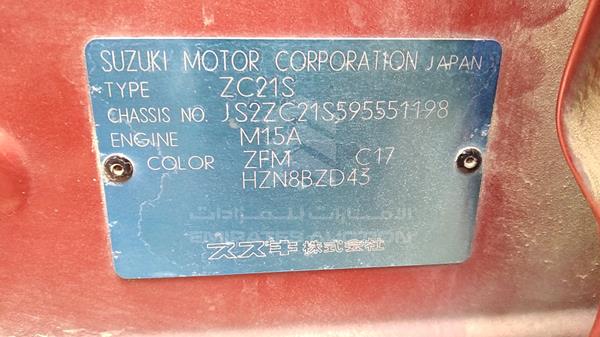 SUZUKI MOTOR CORPORATION JAPAN
TYPE ZC21S
CHASSIS NO. JS2ZC21S595551198
ENGINE M15A
COLOR ZFM C17
HZN8BZD43
الإمارات للمزادات
EMIRATES AUCTION
スズキ株式会社